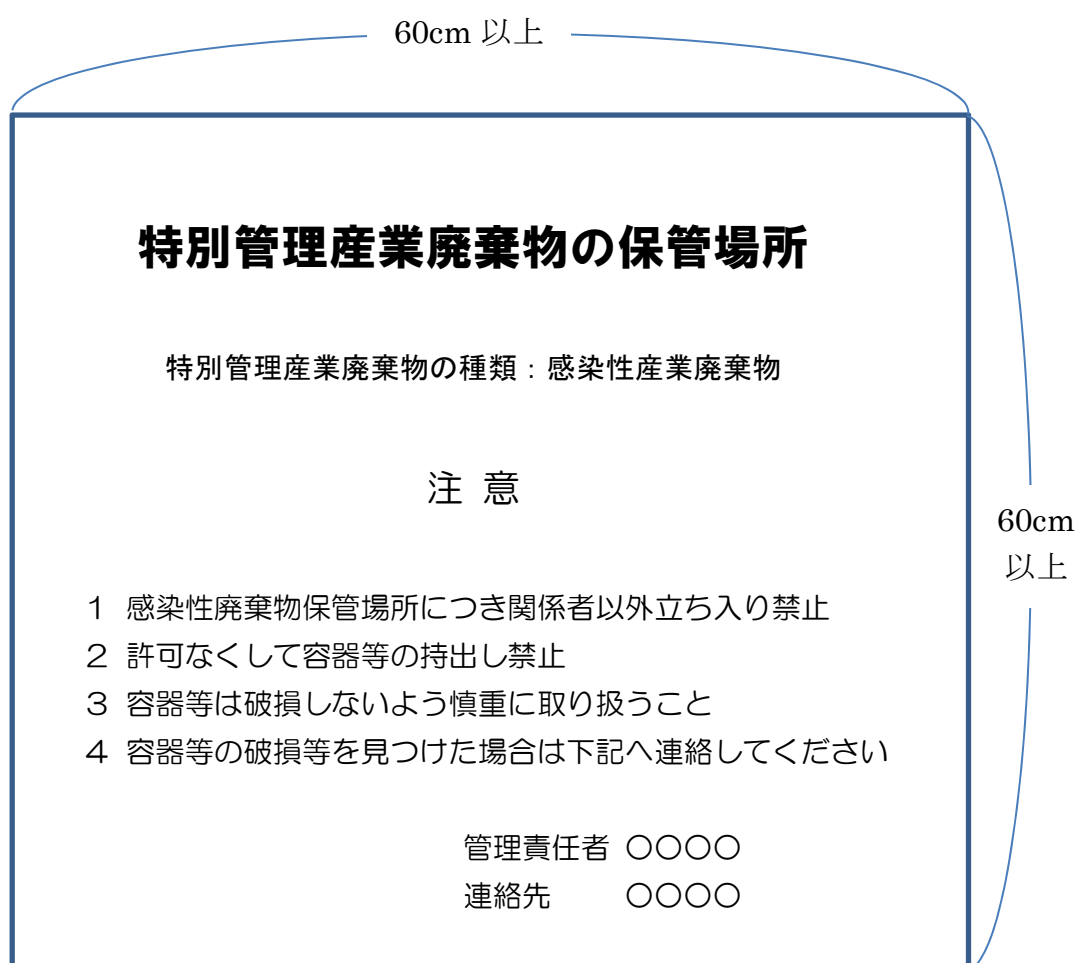 60cm 以上
特別管理産業廃棄物の保管場所
特別管理産業廃棄物の種類：感染性産業廃棄物
注 意
60cm
以上
１ 感染性廃棄物保管場所につき関係者以外立ち入り禁止
２ 許可なくして容器等の持出し禁止
３ 容器等は破損しないよう慎重に取り扱うこと
４ 容器等の破損等を見つけた場合は下記へ連絡してください
管理責任者 ○○○○
連絡先 ○○○○